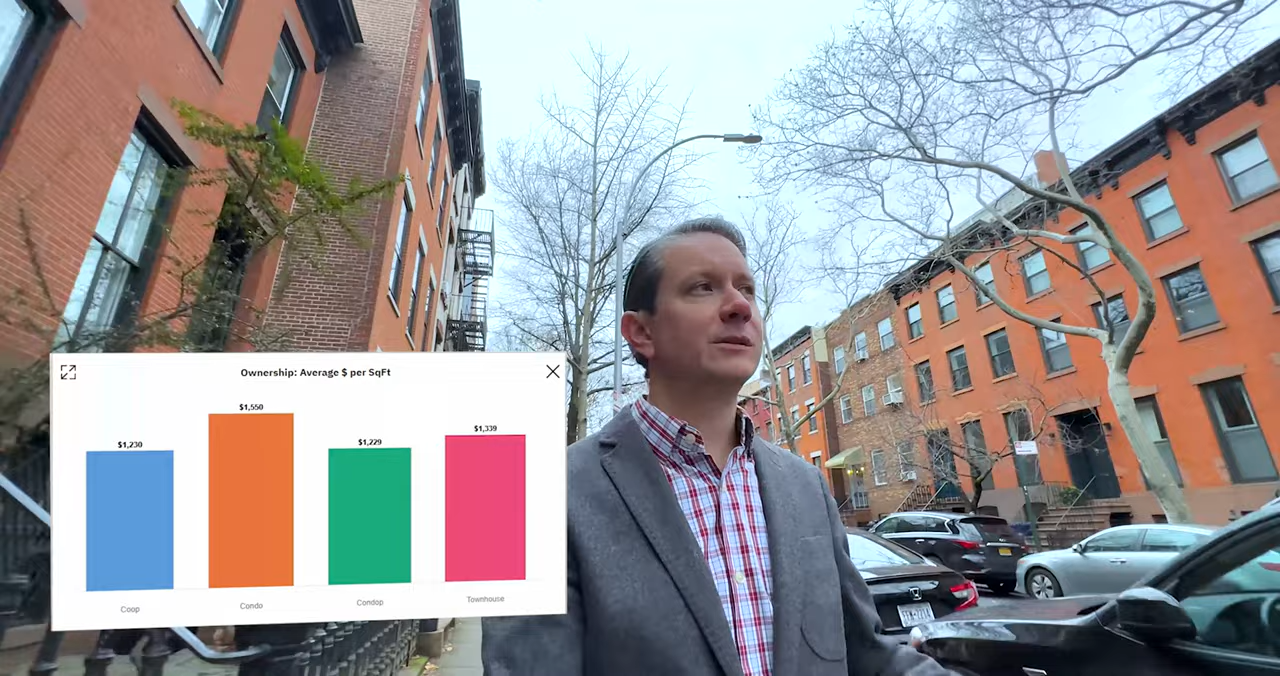 Ownership: Average $ per SqFt
$1,230
$1,550
$1,229
$1,339
Coop
Condo
Condop
Townhouse